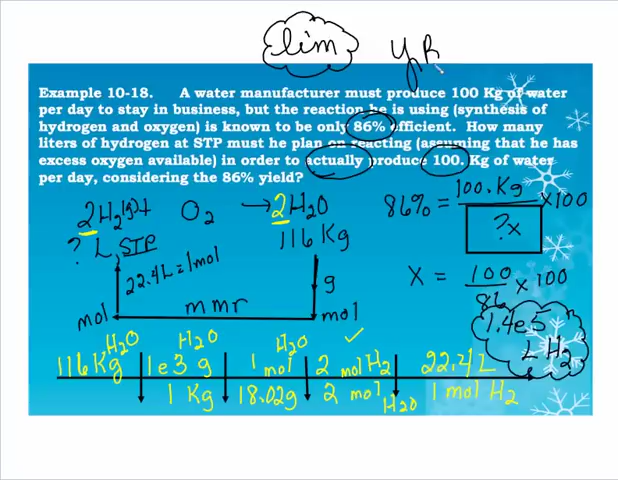 lim
yR
Example 10-18. A water manufacturer must produce 100 Kg of water
per day to stay in business, but the reaction he is using (synthesis of
hydrogen and oxygen) is known to be only 86% efficient. How many
liters of hydrogen at STP must he plan on reacting (assuming that he has
excess oxygen available) in order to actually produce 100. Kg of water
per day, considering the 86% yield?
2H₂(g)+ O₂ → 2H₂O
86% = 100. Kg / ?x × 100
? L, STP
116 Kg
22.4L = 1mol
g
X = 100/86 × 100
mol mmr mol
1.4e5
L H₂
116 Kg H₂O | 1e3 g H₂O | 1 mol H₂O | 2 mol H₂ | 22.4L
1 Kg | 18.02g | 2 mol H₂O | 1 mol H₂